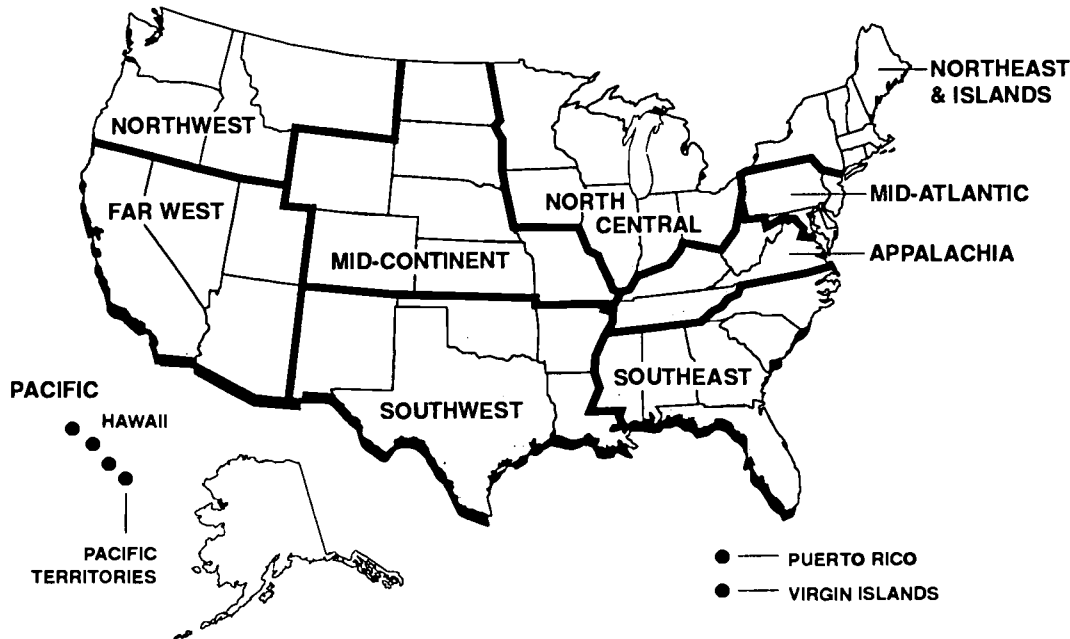 NORTHEAST
& ISLANDS
NORTHWEST
MID-ATLANTIC
FAR WEST
NORTH
CENTRAL
APPALACHIA
MID-CONTINENT
SOUTHEAST
PACIFIC
SOUTHWEST
HAWAII
PACIFIC
TERRITORIES
PUERTO RICO
VIRGIN ISLANDS